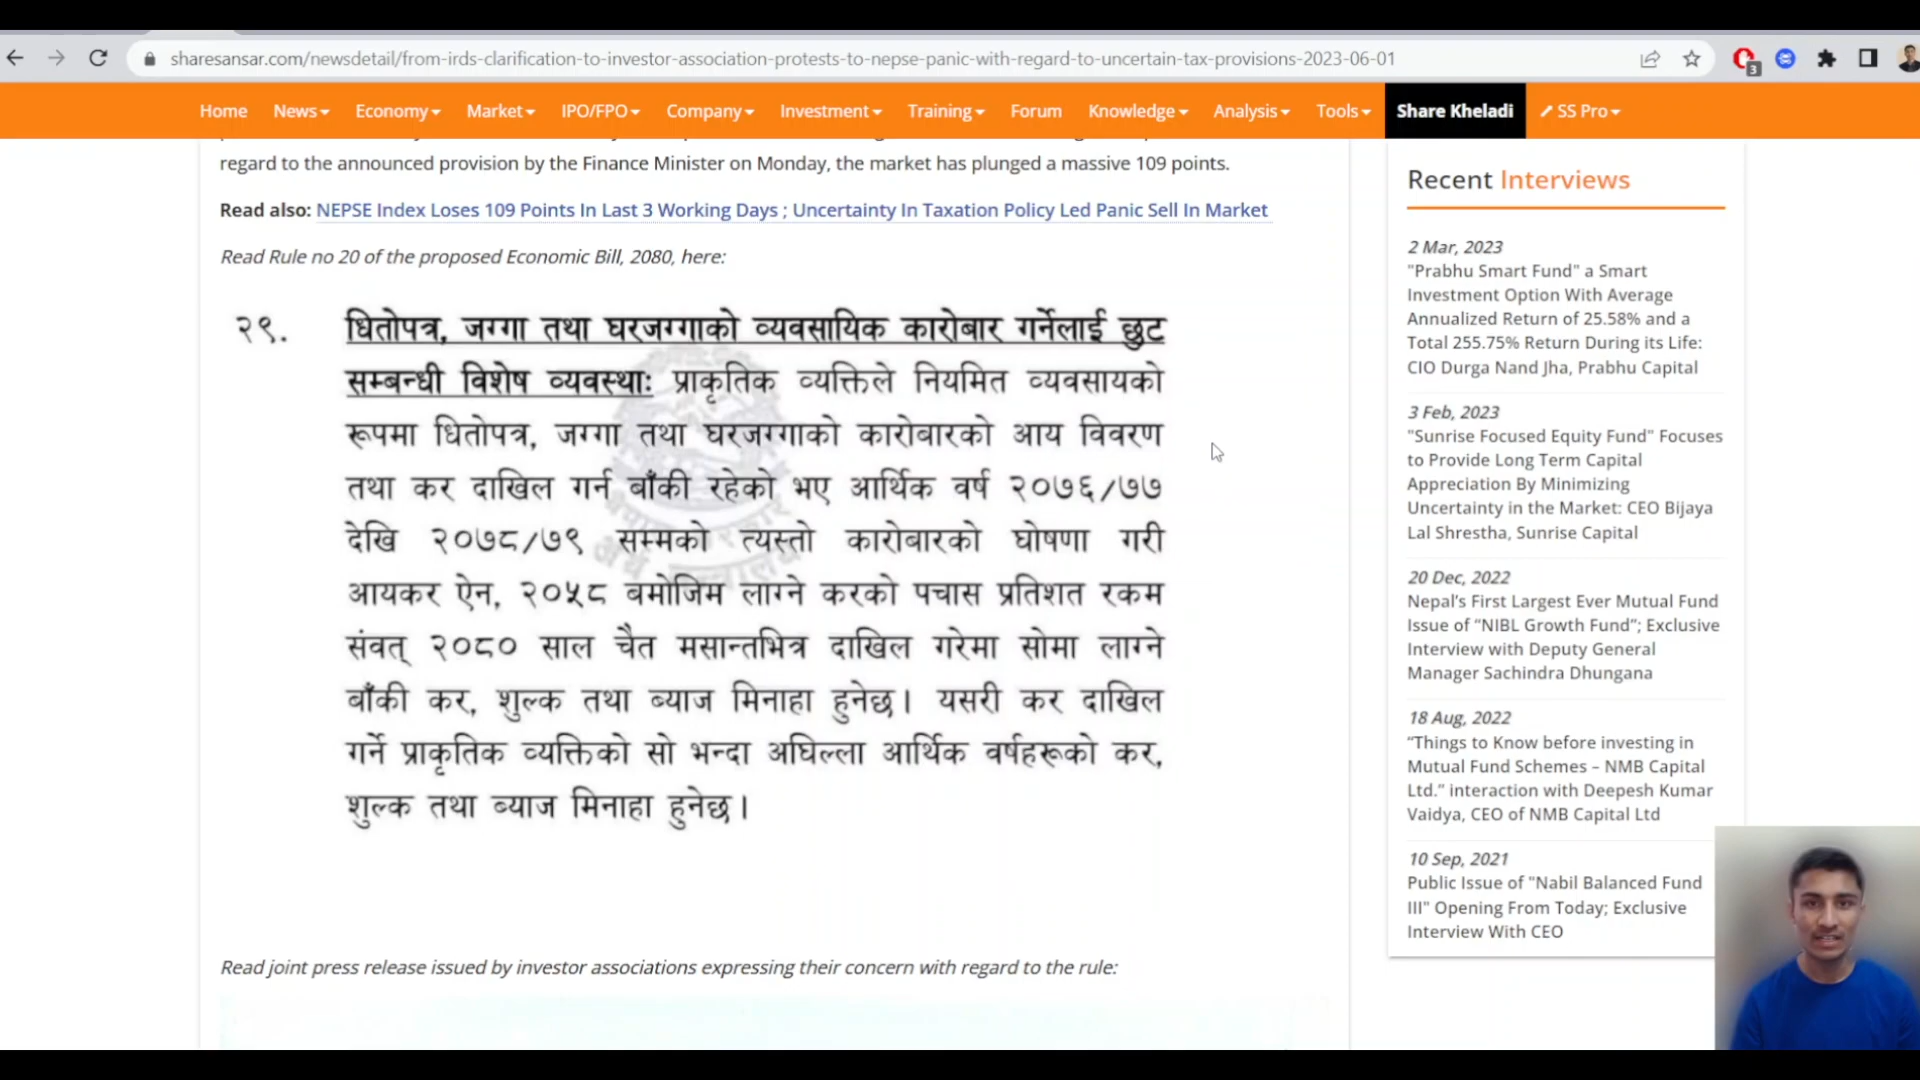 sharesansar.com/newsdetail/from-irds-clarification-to-investor-association-protests-to-nepse-panic-with-regard-to-uncertain-tax-provisions-2023-06-01
3
Home News Economy Market IPO/FPO Company Investment Training Forum Knowledge Analysis Tools Share Kheladi SS Pro
regard to the announced provision by the Finance Minister on Monday, the market has plunged a massive 109 points.
Read also: NEPSE Index Loses 109 Points In Last 3 Working Days ; Uncertainty In Taxation Policy Led Panic Sell In Market
Read Rule no 20 of the proposed Economic Bill, 2080, here:
२९. धितोपत्र, जग्गा तथा घरजग्गाको व्यवसायिक कारोबार गर्नेलाई छुट
सम्बन्धी विशेष व्यवस्थाः प्राकृतिक व्यक्तिले नियमित व्यवसायको
रूपमा धितोपत्र, जग्गा तथा घरजग्गाको कारोबारको आय विवरण
तथा कर दाखिल गर्न बाँकी रहेको भए आर्थिक वर्ष २०७६/७७
देखि २०७८/७९ सम्मको त्यस्तो कारोबारको घोषणा गरी
आयकर ऐन, २०५८ बमोजिम लाग्ने करको पचास प्रतिशत रकम
संवत् २०८० साल चैत मसान्तभित्र दाखिल गरेमा सोमा लाग्ने
बाँकी कर, शुल्क तथा ब्याज मिनाहा हुनेछ। यसरी कर दाखिल
गर्ने प्राकृतिक व्यक्तिको सो भन्दा अघिल्ला आर्थिक वर्षहरूको कर,
शुल्क तथा ब्याज मिनाहा हुनेछ।
Read joint press release issued by investor associations expressing their concern with regard to the rule:
Recent Interviews
2 Mar, 2023
"Prabhu Smart Fund" a Smart
Investment Option With Average
Annualized Return of 25.58% and a
Total 255.75% Return During its Life:
CIO Durga Nand Jha, Prabhu Capital
3 Feb, 2023
"Sunrise Focused Equity Fund" Focuses
to Provide Long Term Capital
Appreciation By Minimizing
Uncertainty in the Market: CEO Bijaya
Lal Shrestha, Sunrise Capital
20 Dec, 2022
Nepal's First Largest Ever Mutual Fund
Issue of “NIBL Growth Fund”; Exclusive
Interview with Deputy General
Manager Sachindra Dhungana
18 Aug, 2022
“Things to Know before investing in
Mutual Fund Schemes – NMB Capital
Ltd.” interaction with Deepesh Kumar
Vaidya, CEO of NMB Capital Ltd
10 Sep, 2021
Public Issue of "Nabil Balanced Fund
III" Opening From Today; Exclusive
Interview With CEO